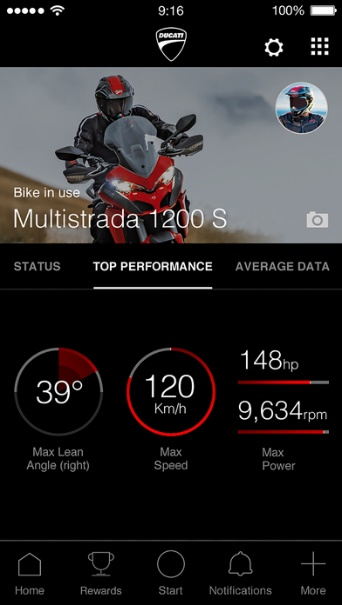 9:16
100%
DUCATI
Bike in use
Multistrada 1200 S
STATUS
TOP PERFORMANCE
AVERAGE DATA
39°
Max Lean
Angle (right)
120
Km/h
Max
Speed
148hp
9,634rpm
Max
Power
Home
Rewards
Start
Notifications
More